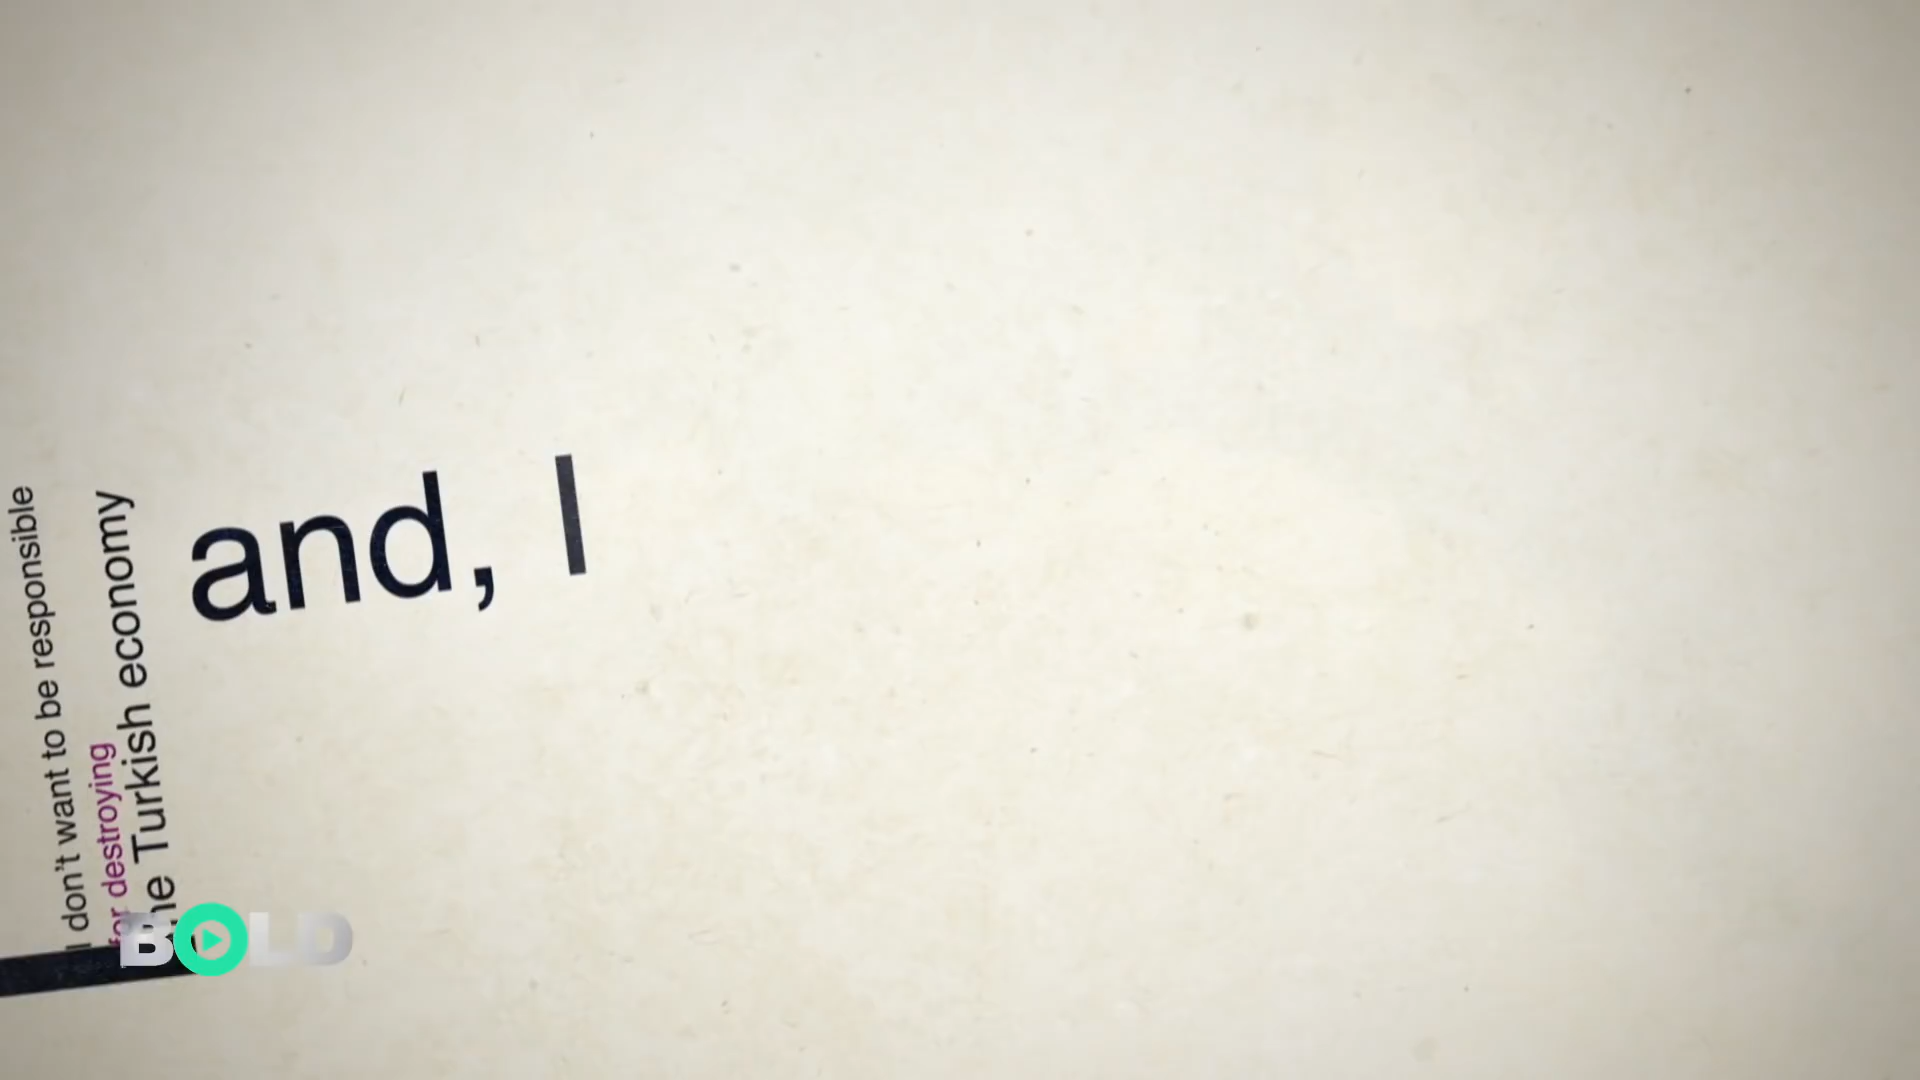 I don't want to be responsible
for destroying
the Turkish economy
and, I
BOLD